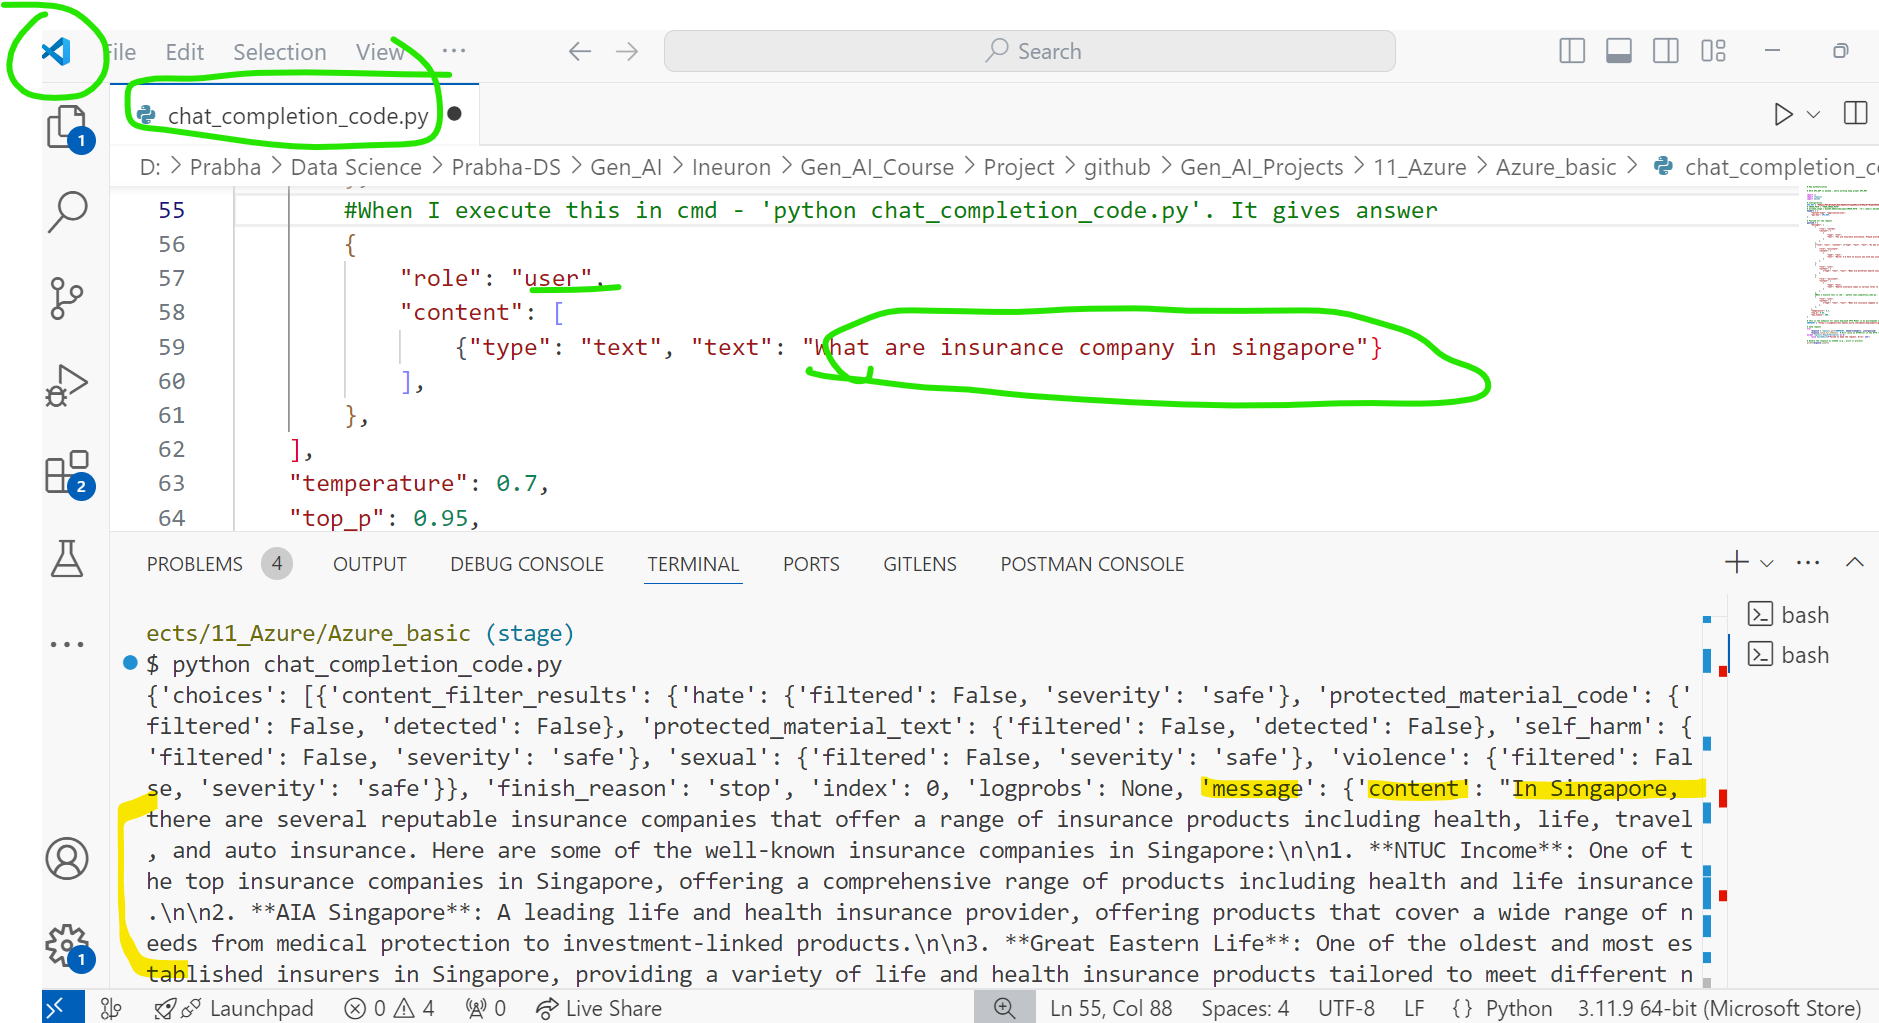 File Edit Selection View ··· Search
chat_completion_code.py
D: > Prabha > Data Science > Prabha-DS > Gen_AI > Ineuron > Gen_AI_Course > Project > github > Gen_AI_Projects > 11_Azure > Azure_basic > chat_completion_c
55 #When I execute this in cmd - 'python chat_completion_code.py'. It gives answer
56 {
57 "role": "user",
58 "content": [
59 {"type": "text", "text": "What are insurance company in singapore"}
60 ],
61 },
62 ],
63 "temperature": 0.7,
64 "top_p": 0.95,
PROBLEMS 4 OUTPUT DEBUG CONSOLE TERMINAL PORTS GITLENS POSTMAN CONSOLE
bash
bash
ects/11_Azure/Azure_basic (stage)
$ python chat_completion_code.py
{'choices': [{'content_filter_results': {'hate': {'filtered': False, 'severity': 'safe'}, 'protected_material_code': {'
filtered': False, 'detected': False}, 'protected_material_text': {'filtered': False, 'detected': False}, 'self_harm': {
'filtered': False, 'severity': 'safe'}, 'sexual': {'filtered': False, 'severity': 'safe'}, 'violence': {'filtered': Fal
se, 'severity': 'safe'}}, 'finish_reason': 'stop', 'index': 0, 'logprobs': None, 'message': {'content': "In Singapore,
there are several reputable insurance companies that offer a range of insurance products including health, life, travel
, and auto insurance. Here are some of the well-known insurance companies in Singapore:\n\n1. **NTUC Income**: One of t
he top insurance companies in Singapore, offering a comprehensive range of products including health and life insurance
.\n\n2. **AIA Singapore**: A leading life and health insurance provider, offering products that cover a wide range of n
eeds from medical protection to investment-linked products.\n\n3. **Great Eastern Life**: One of the oldest and most es
tablished insurers in Singapore, providing a variety of life and health insurance products tailored to meet different n
1
2
1
Launchpad 0 4 0 Live Share Ln 55, Col 88 Spaces: 4 UTF-8 LF {} Python 3.11.9 64-bit (Microsoft Store)